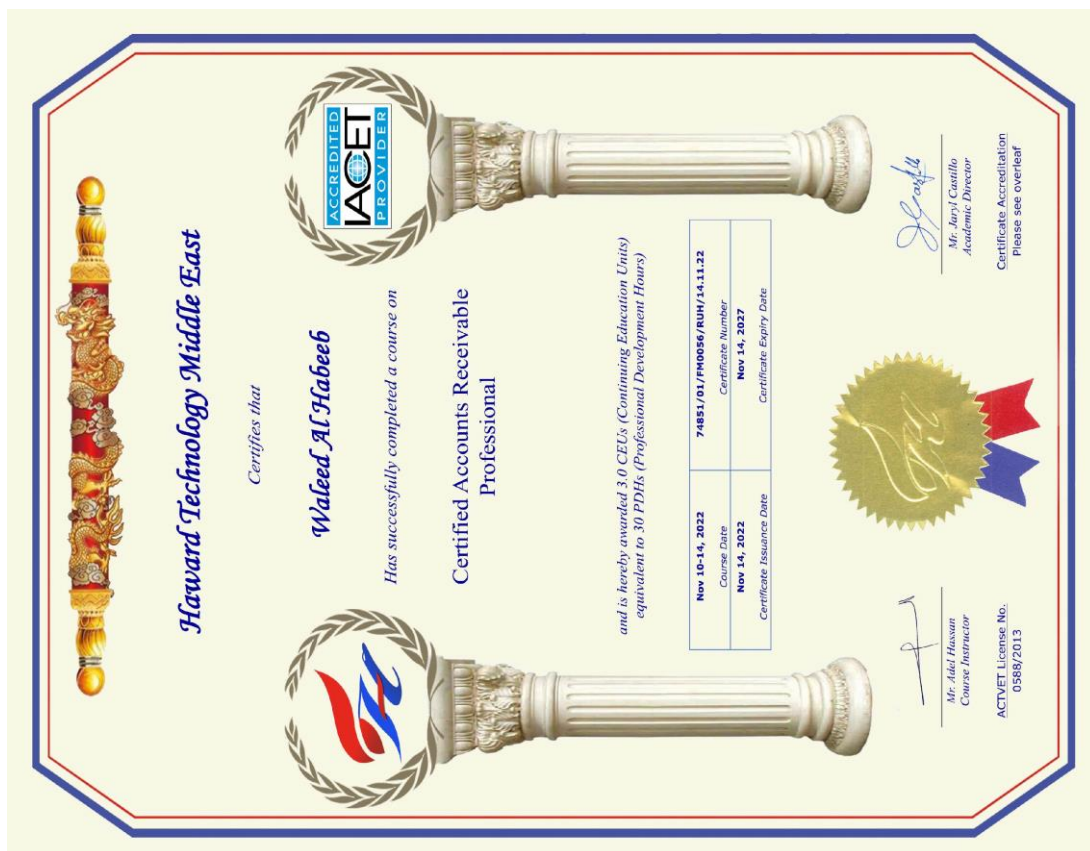 Haward Technology Middle East
Certifies that
Waleed Al Habeeb
Has successfully completed a course on
Certified Accounts Receivable
Professional
ACCREDITED
IACET
PROVIDER
and is hereby awarded 3.0 CEUs (Continuing Education Units)
equivalent to 30 PDHs (Professional Development Hours)
Nov 10-14, 2022
Course Date
74851/01/FM0056/RUH/14.11.22
Certificate Number
Nov 14, 2022
Certificate Issuance Date
Nov 14, 2027
Certificate Expiry Date
Mr. Adel Hassan
Course Instructor
ACTVET License No.
0588/2013
Mr. Jaryl Castillo
Academic Director
Certificate Accreditation
Please see overleaf